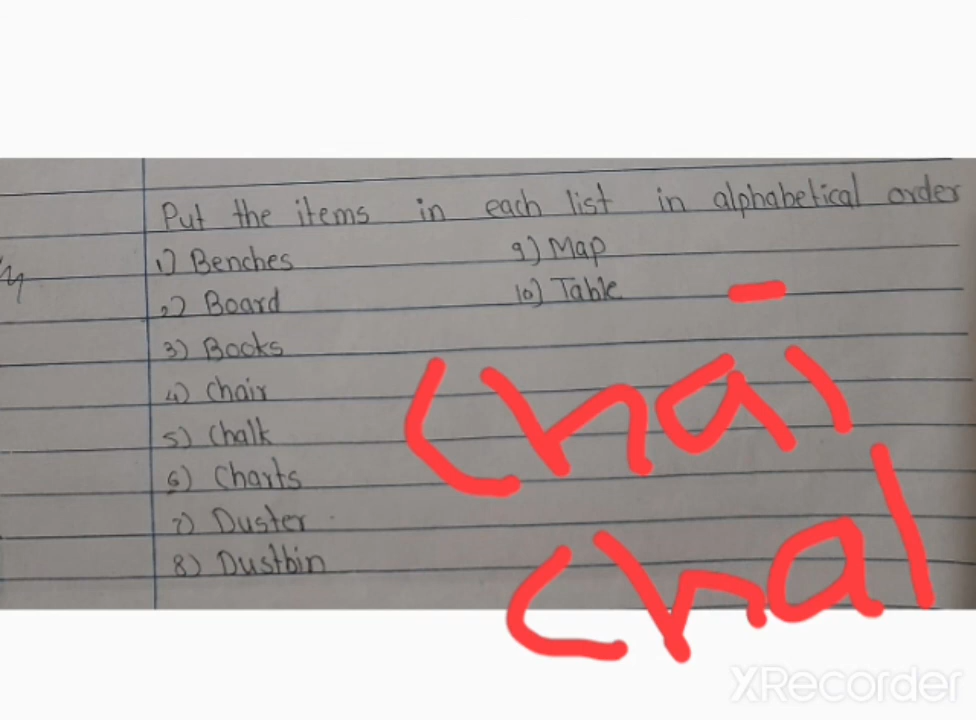 Put the items in each list in alphabetical order
1) Benches
2) Board
3) Books
4) Chair
5) Chalk
6) Charts
7) Duster
8) Dustbin
9) Map
10) Table
Chai
Chal
XRecorder